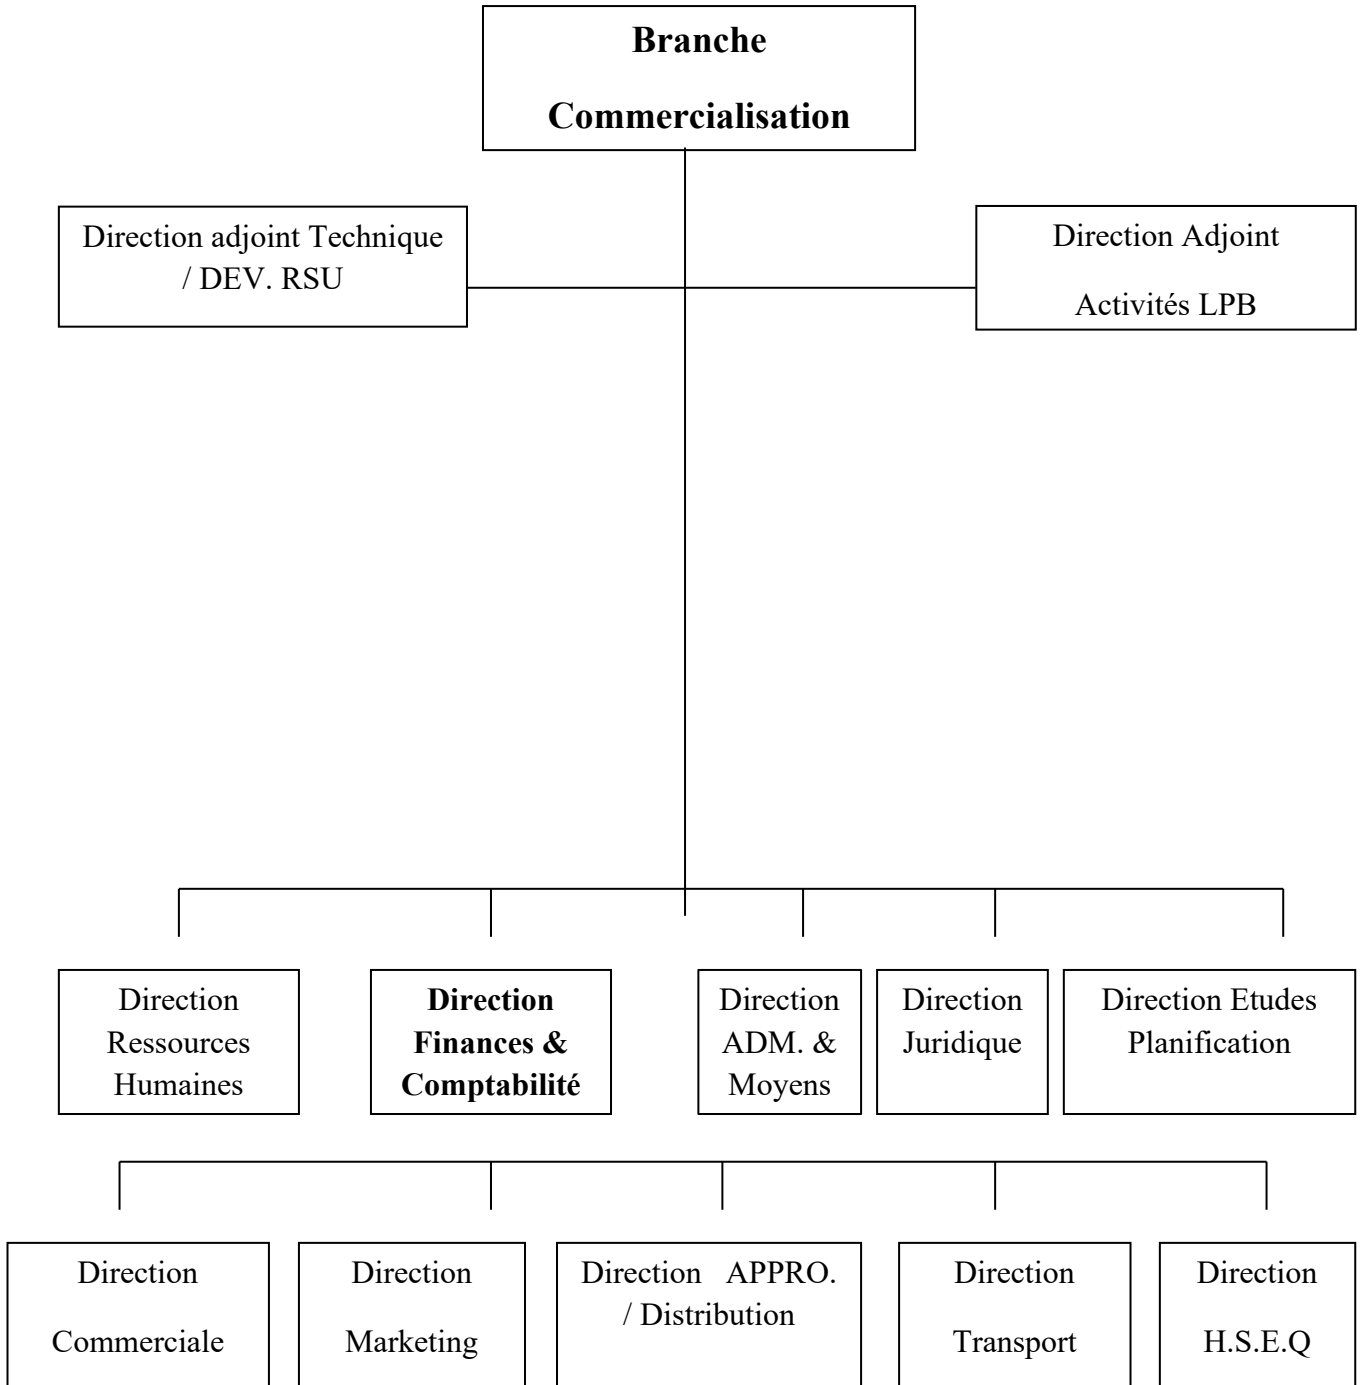 Branche
Commercialisation
Direction adjoint Technique
/ DEV. RSU
Direction Adjoint
Activités LPB
Direction
Ressources
Humaines
Direction
Finances &
Comptabilité
Direction
ADM. &
Moyens
Direction
Juridique
Direction Etudes
Planification
Direction
Commerciale
Direction
Marketing
Direction APPRO.
/ Distribution
Direction
Transport
Direction
H.S.E.Q